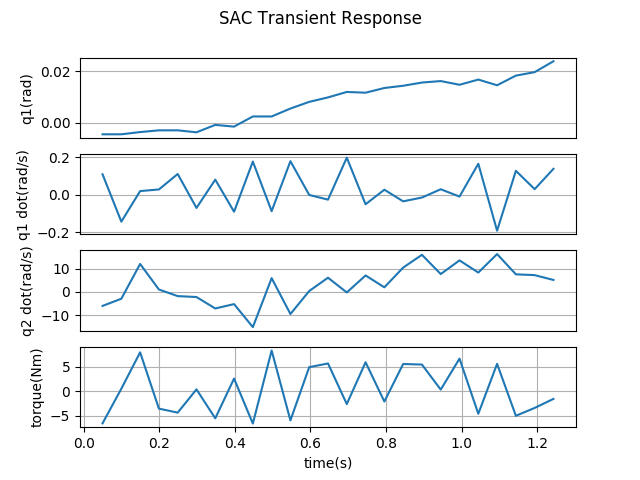 SAC Transient Response
q1(rad)
0.02
0.00
q1 dot(rad/s)
0.2
0.0
−0.2
q2 dot(rad/s)
10
0
−10
torque(Nm)
5
0
−5
0.0 0.2 0.4 0.6 0.8 1.0 1.2
time(s)